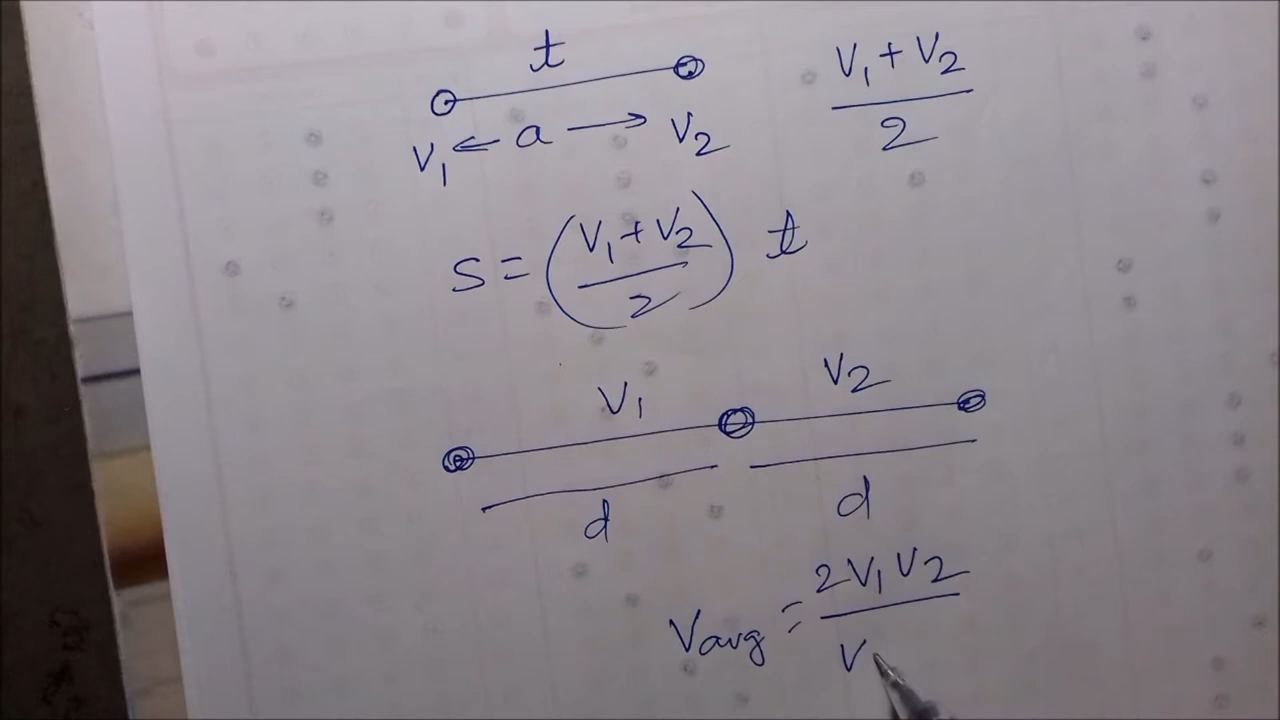 t
V₁ ← a → V₂
V₁ + V₂
2
S = (V₁ + V₂ / 2) t
V₁ V₂
d d
Vavg = 2V₁V₂
V